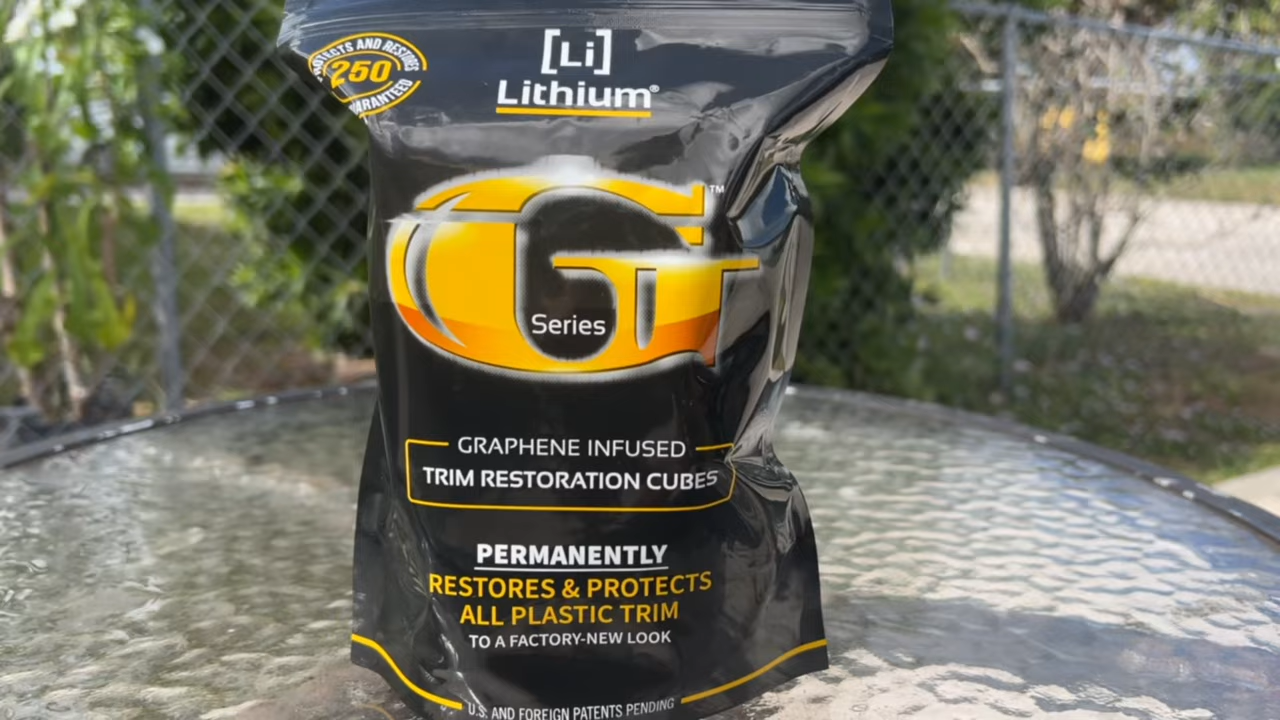 PROTECTS AND RESTORES
250
GUARANTEED
[Li]
Lithium®
G™
Series
GRAPHENE INFUSED
TRIM RESTORATION CUBES
PERMANENTLY
RESTORES & PROTECTS
ALL PLASTIC TRIM
TO A FACTORY-NEW LOOK
U.S. AND FOREIGN PATENTS PENDING